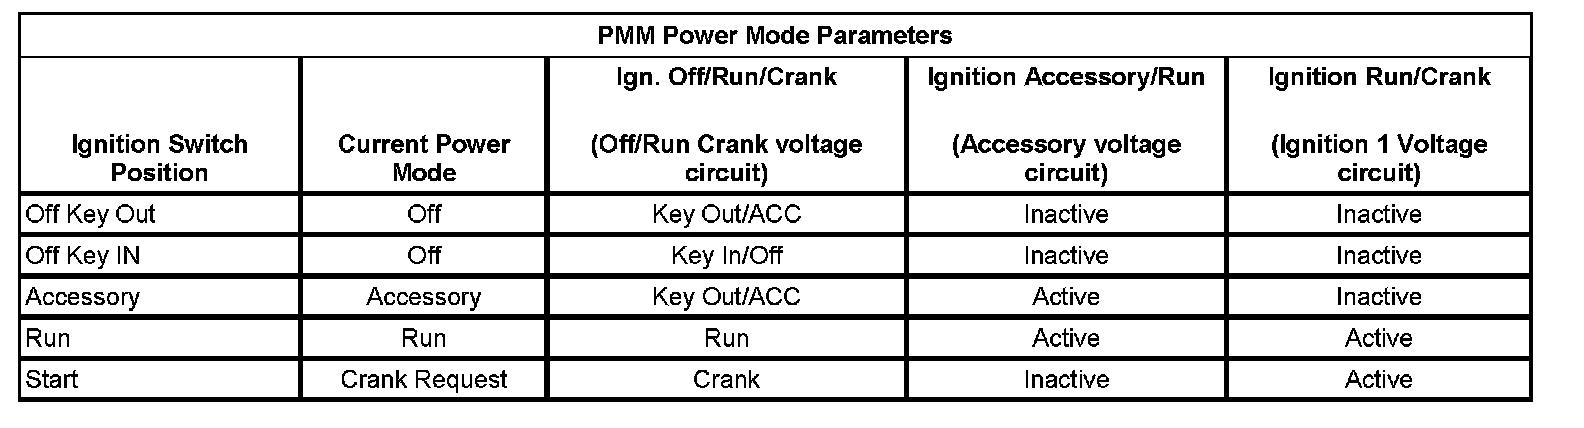 PMM Power Mode Parameters
Ignition Switch
Position
Current Power
Mode
Ign. Off/Run/Crank
(Off/Run Crank voltage
circuit)
Ignition Accessory/Run
(Accessory voltage
circuit)
Ignition Run/Crank
(Ignition 1 Voltage
circuit)
Off Key Out Off Key Out/ACC Inactive Inactive
Off Key IN Off Key In/Off Inactive Inactive
Accessory Accessory Key Out/ACC Active Inactive
Run Run Run Active Active
Start Crank Request Crank Inactive Active